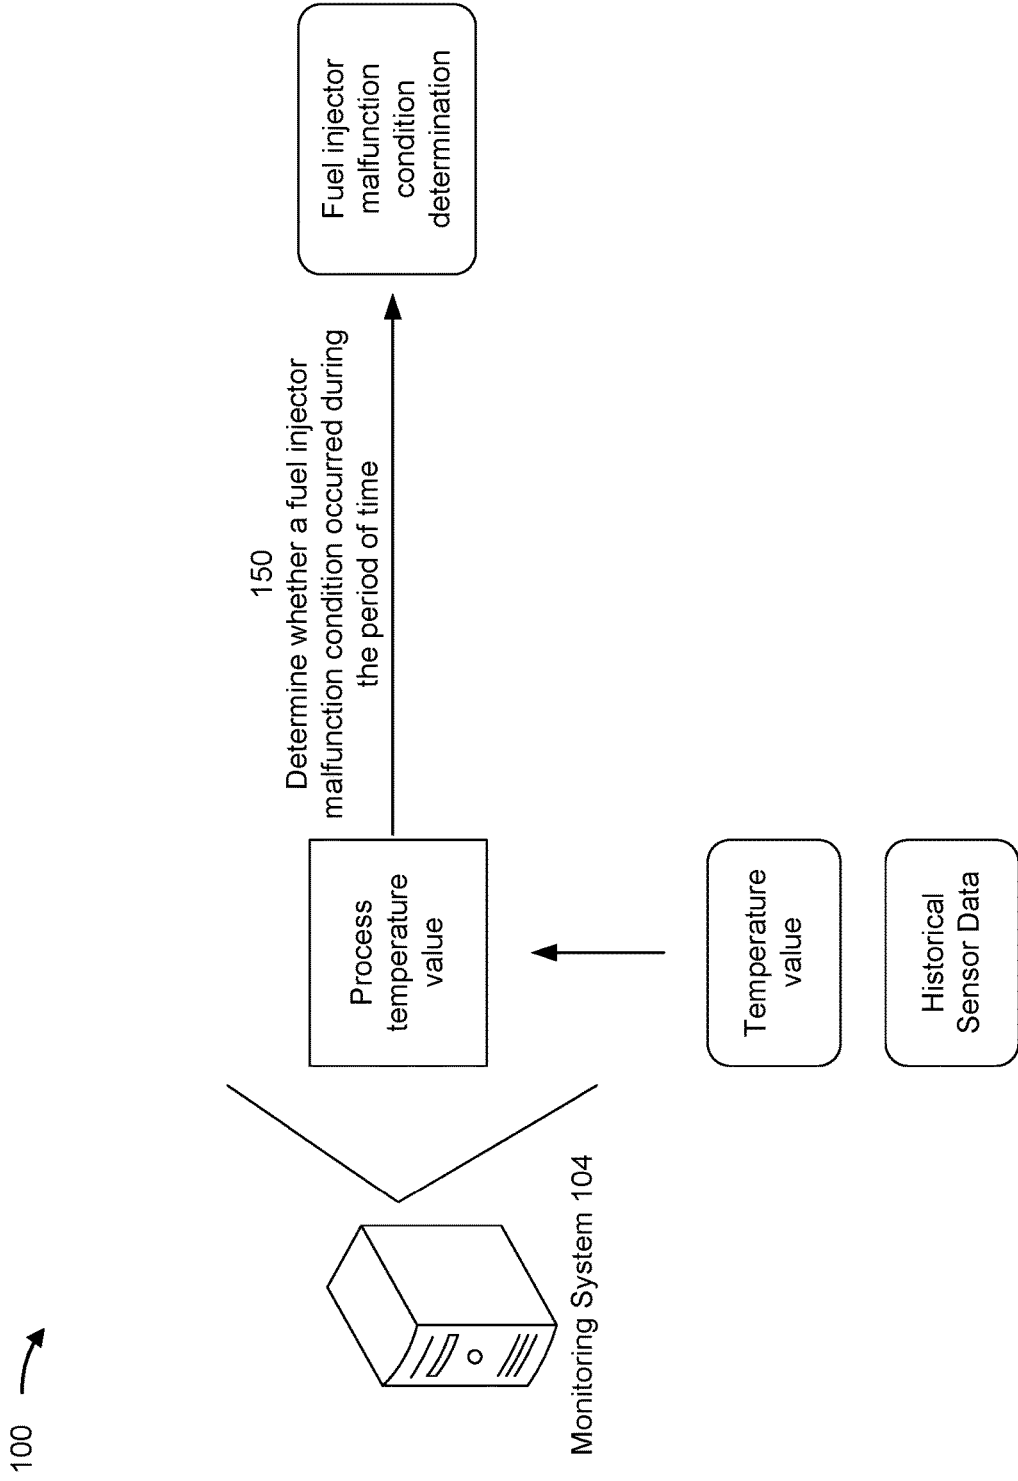 100
150
Determine whether a fuel injector
malfunction condition occurred during
the period of time
Process
temperature
value
Fuel injector
malfunction
condition
determination
Monitoring System 104
Temperature
value
Historical
Sensor Data